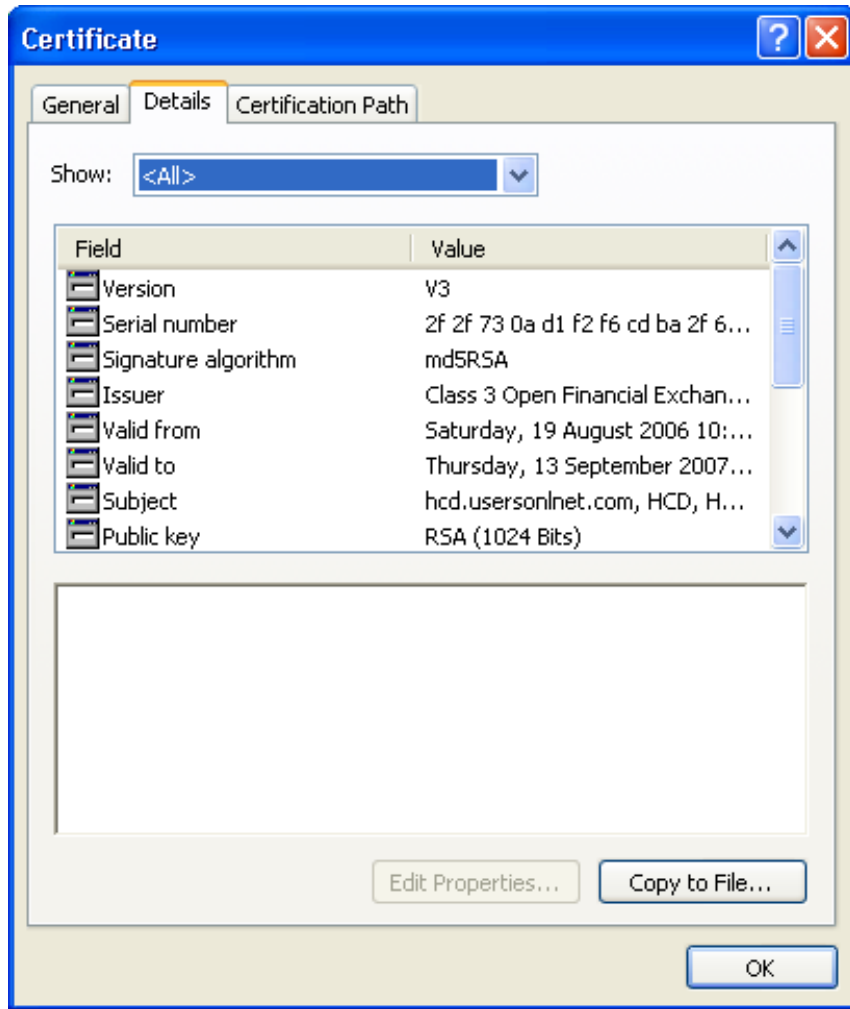 Certificate
General Details Certification Path
Show: <All>
Field Value
Version V3
Serial number 2f 2f 73 0a d1 f2 f6 cd ba 2f 6...
Signature algorithm md5RSA
Issuer Class 3 Open Financial Exchan...
Valid from Saturday, 19 August 2006 10:...
Valid to Thursday, 13 September 2007...
Subject hcd.usersonlnet.com, HCD, H...
Public key RSA (1024 Bits)
Edit Properties... Copy to File...
OK